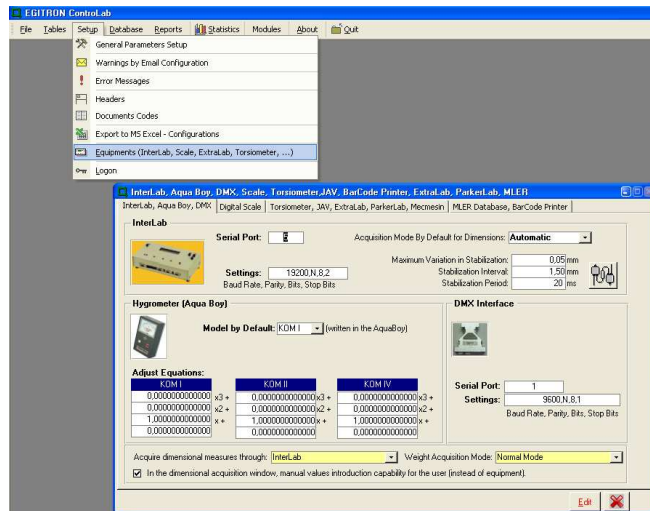 EGITRON ControLab
File Tables Setup Database Reports Statistics Modules About Quit
General Parameters Setup
Warnings by Email Configuration
Error Messages
Headers
Documents Codes
Export to MS Excel - Configurations
Equipments (InterLab, Scale, ExtraLab, Torsiometer, ...)
Logon
InterLab, Aqua Boy, DMX, Scale, Torsiometer,JAV, BarCode Printer, ExtraLab, ParkerLab, MLER
InterLab, Aqua Boy, DMX Digital Scale Torsiometer, JAV, ExtraLab, ParkerLab, Mecmesin MLER Database, BarCode Printer
InterLab
Serial Port: 5 Acquisition Mode By Default for Dimensions: Automatic
Maximum Variation in Stabilization: 0,05 mm
Settings: 19200,N,8,2 Stabilization Interval: 1,50 mm
Baud Rate, Parity, Bits, Stop Bits Stabilization Period: 20 ms
Hygrometer (Aqua Boy) DMX Interface
Model by Default: KOM I (written in the AquaBoy)
Adjust Equations:
KOM I KOM II KOM IV
0,0000000000000 x3 + 0,0000000000000 x3 + 0,0000000000000 x3 +
0,0000000000000 x2 + 0,0000000000000 x2 + 0,0000000000000 x2 +
1,0000000000000 x + 1,0000000000000 x + 1,0000000000000 x +
0,0000000000000 0,0000000000000 0,0000000000000
Serial Port: 1
Settings: 9600,N,8,1
Baud Rate, Parity, Bits, Stop Bits
Acquire dimensional measures through: InterLab Weight Acquisition Mode: Normal Mode
In the dimensional acquisition window, manual values introduction capability for the user (instead of equipment).
Edit